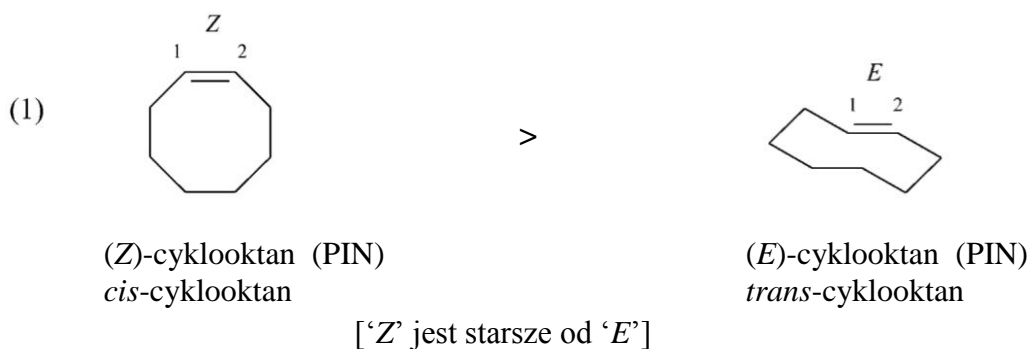 Z
1 2
E
1 2
(1)
>
(Z)-cyklooktan (PIN)
cis-cyklooktan
(E)-cyklooktan (PIN)
trans-cyklooktan
[‘Z’ jest starsze od ‘E’]